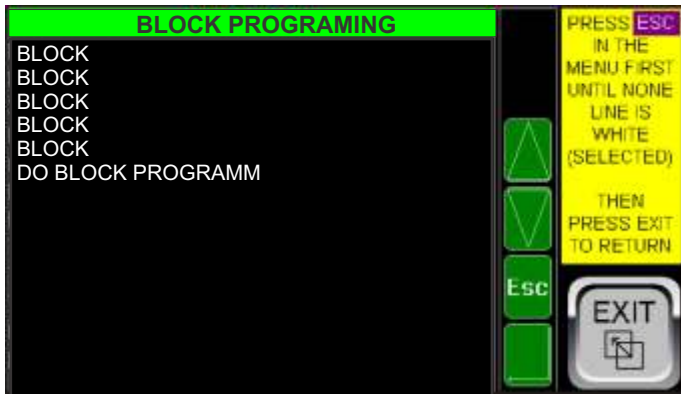 BLOCK PROGRAMING
BLOCK
BLOCK
BLOCK
BLOCK
BLOCK
DO BLOCK PROGRAMM
Esc
PRESS ESC
IN THE
MENU FIRST
UNTIL NONE
LINE IS
WHITE
(SELECTED)
THEN
PRESS EXIT
TO RETURN
EXIT